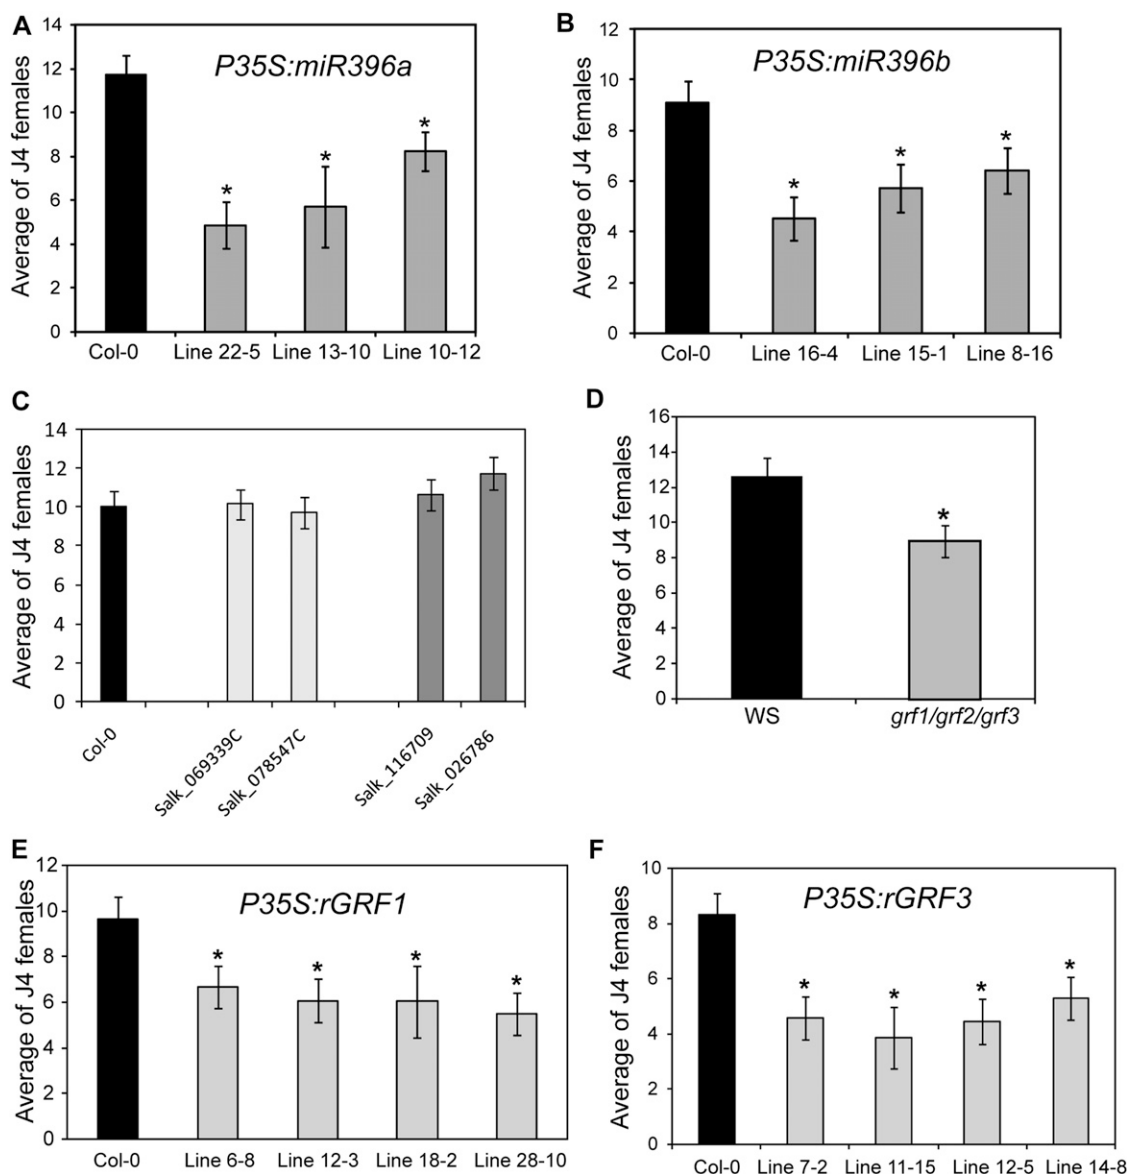 A
Average of J4 females
14
12
10
8
6
4
2
0
P35S:miR396a
*
*
*
Col-0 Line 22-5 Line 13-10 Line 10-12
B
Average of J4 females
12
10
8
6
4
2
0
P35S:miR396b
*
*
*
Col-0 Line 16-4 Line 15-1 Line 8-16
C
Average of J4 females
14
12
10
8
6
4
2
0
Col-0
Salk_069339C
Salk_078547C
Salk_116709
Salk_026786
D
Average of J4 females
16
14
12
10
8
6
4
2
0
*
WS grf1/grf2/grf3
E
Average of J4 females
12
10
8
6
4
2
0
P35S:rGRF1
*
*
*
*
Col-0 Line 6-8 Line 12-3 Line 18-2 Line 28-10
F
Average of J4 females
10
8
6
4
2
0
P35S:rGRF3
*
*
*
*
Col-0 Line 7-2 Line 11-15 Line 12-5 Line 14-8